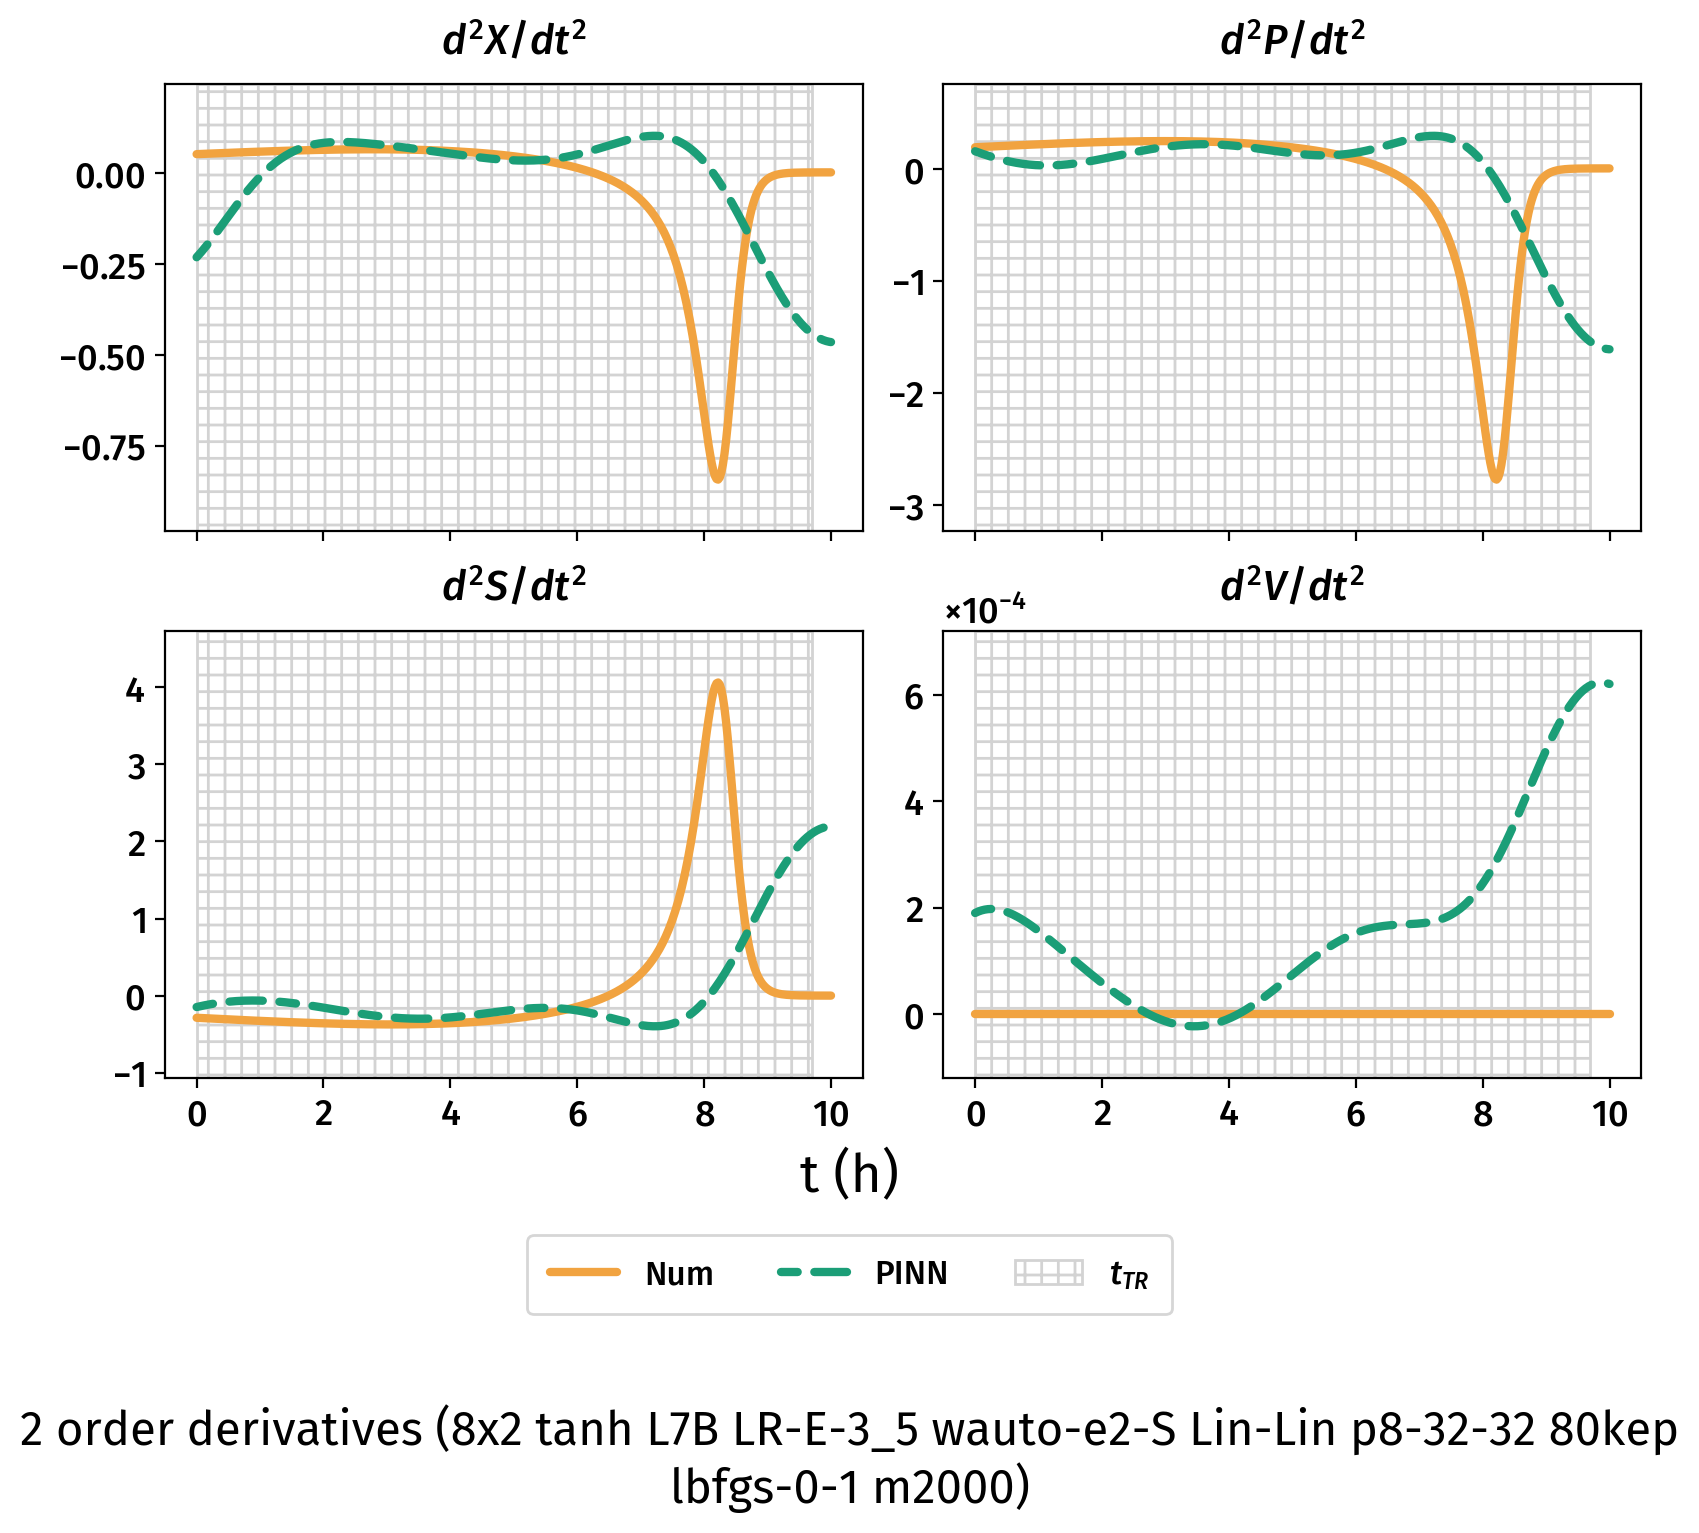 d²X/dt²
d²P/dt²
0.00
−0.25
−0.50
−0.75
0
−1
−2
−3
d²S/dt²
d²V/dt²
×10⁻⁴
4
3
2
1
0
−1
6
4
2
0
0 2 4 6 8 10
0 2 4 6 8 10
t (h)
Num PINN t_TR
2 order derivatives (8x2 tanh L7B LR-E-3_5 wauto-e2-S Lin-Lin p8-32-32 80kep
lbfgs-0-1 m2000)